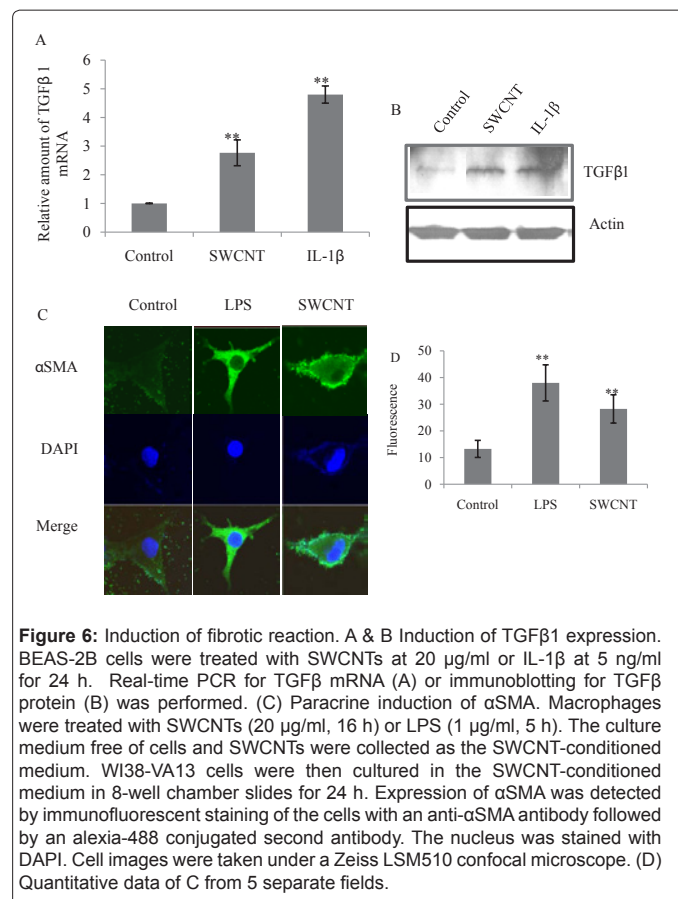 A
Relative amount of TGFβ 1
mRNA
6
5
4
3
2
1
0
**
**
Control SWCNT IL-1β
B
Control SWCNT IL-1β
TGFβ1
Actin
C
Control LPS SWCNT
αSMA
DAPI
Merge
D
Fluorescence
50
40
30
20
10
0
**
**
Control LPS SWCNT
Figure 6: Induction of fibrotic reaction. A & B Induction of TGFβ1 expression.
BEAS-2B cells were treated with SWCNTs at 20 µg/ml or IL-1β at 5 ng/ml
for 24 h. Real-time PCR for TGFβ mRNA (A) or immunoblotting for TGFβ
protein (B) was performed. (C) Paracrine induction of αSMA. Macrophages
were treated with SWCNTs (20 µg/ml, 16 h) or LPS (1 µg/ml, 5 h). The culture
medium free of cells and SWCNTs were collected as the SWCNT-conditioned
medium. WI38-VA13 cells were then cultured in the SWCNT-conditioned
medium in 8-well chamber slides for 24 h. Expression of αSMA was detected
by immunofluorescent staining of the cells with an anti-αSMA antibody followed
by an alexia-488 conjugated second antibody. The nucleus was stained with
DAPI. Cell images were taken under a Zeiss LSM510 confocal microscope. (D)
Quantitative data of C from 5 separate fields.